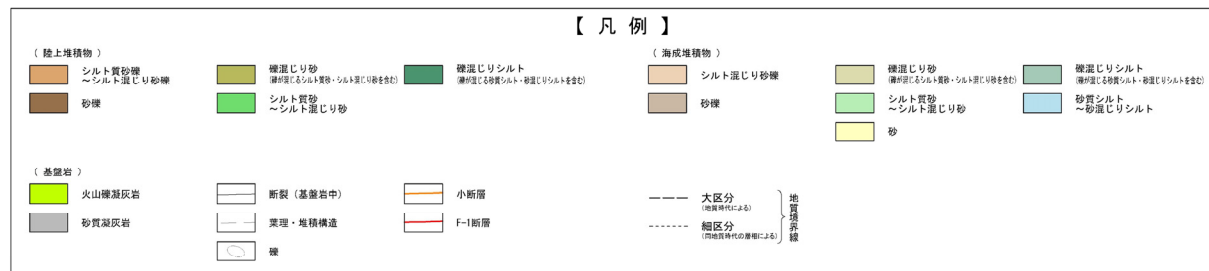 【 凡 例 】
( 陸上堆積物 )
シルト質砂礫
~シルト混じり砂礫
礫混じり砂
(礫が混じるシルト質砂・シルト混じり砂を含む)
礫混じりシルト
(礫が混じる砂質シルト・砂混じりシルトを含む)
砂礫
シルト質砂
~シルト混じり砂
( 海成堆積物 )
シルト混じり砂礫
礫混じり砂
(礫が混じるシルト質砂・シルト混じり砂を含む)
礫混じりシルト
(礫が混じる砂質シルト・砂混じりシルトを含む)
砂礫
シルト質砂
~シルト混じり砂
砂質シルト
~砂混じりシルト
砂
( 基盤岩 )
火山礫凝灰岩
断裂(基盤岩中)
小断層
砂質凝灰岩
葉理・堆積構造
F-1断層
礫
大区分
(地質時代による)
細区分
(同地質時代の層相による)
地質境界線